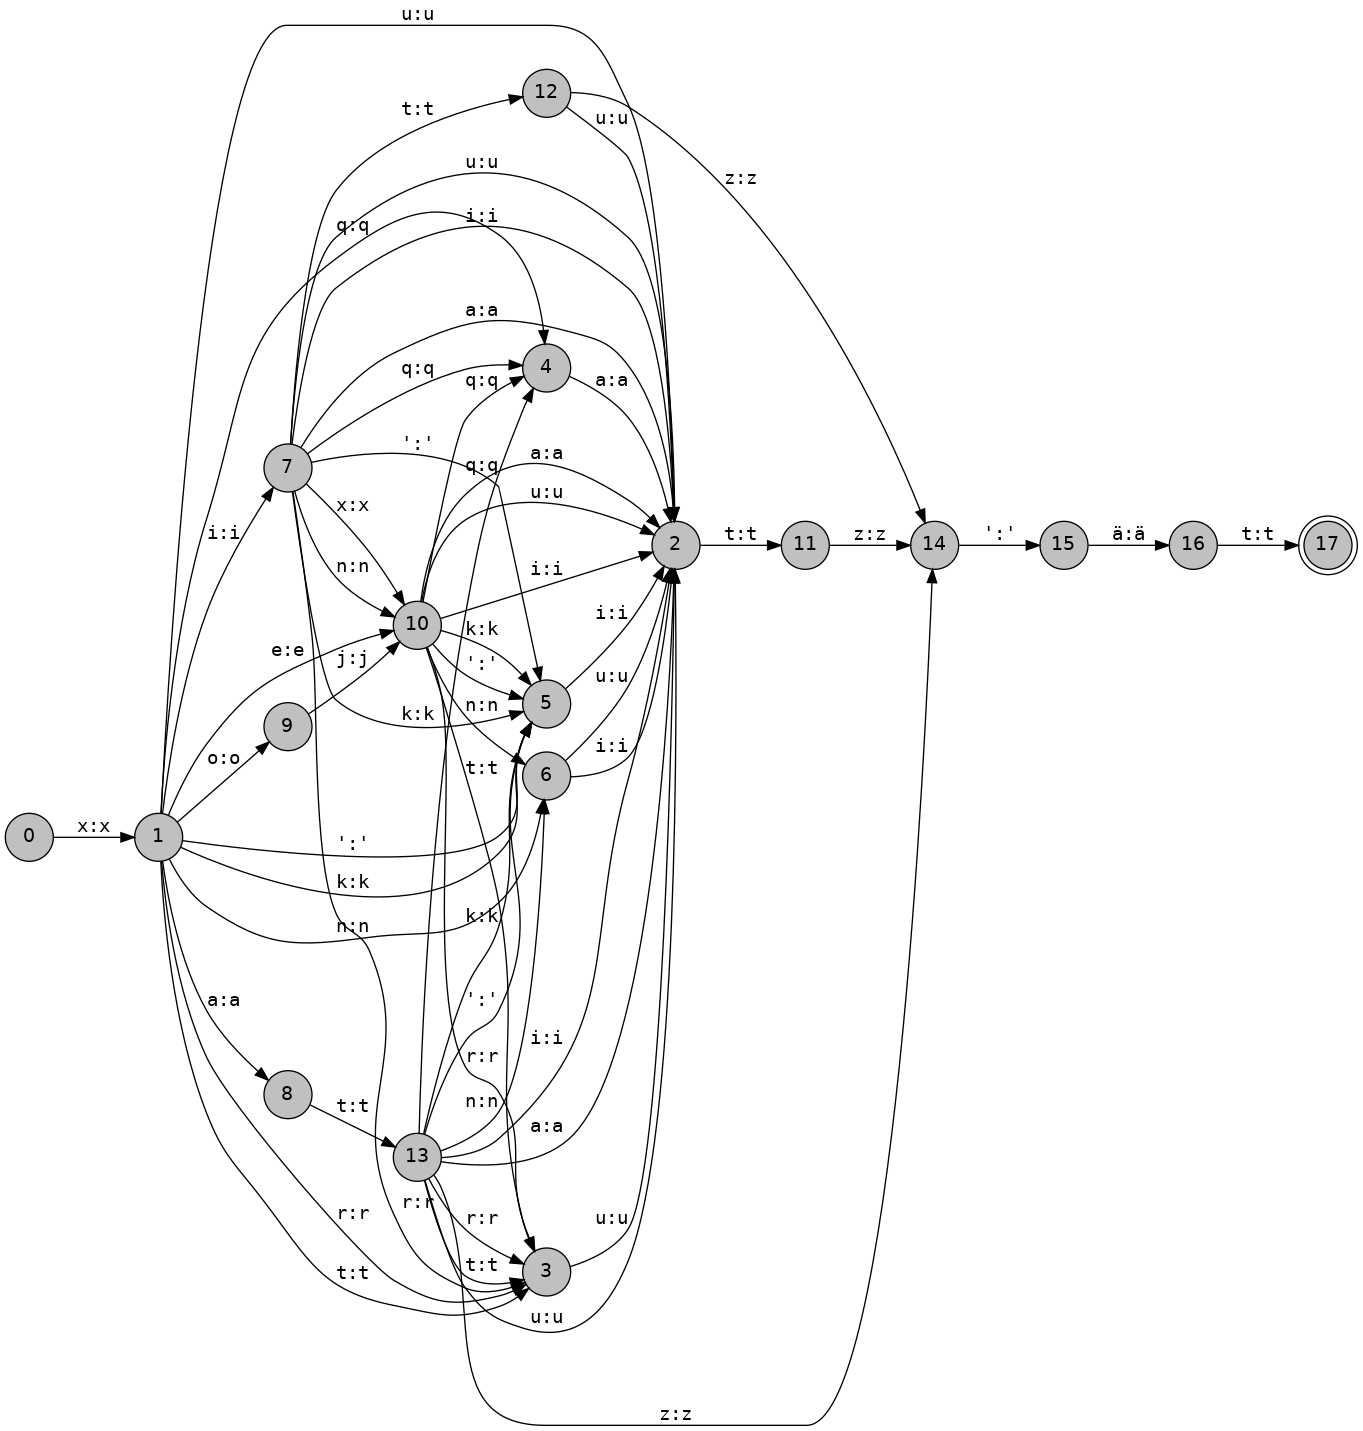 u:u
12
t:t
u:u
u:u
z:z
q:q
i:i
a:a
4
q:q
q:q
a:a
':'
q:q
a:a
7
x:x
u:u
i:i
2
t:t
11
z:z
14
':'
15
ä:ä
16
t:t
17
n:n
i:i
10
k:k
i:i
e:e
j:j
':'
9
k:k
n:n
5
u:u
o:o
t:t
6
i:i
0
x:x
1
':'
k:k
n:n
k:k
a:a
':'
i:i
r:r
8
t:t
n:n
a:a
13
r:r
r:r
r:r
u:u
t:t
t:t
3
u:u
z:z